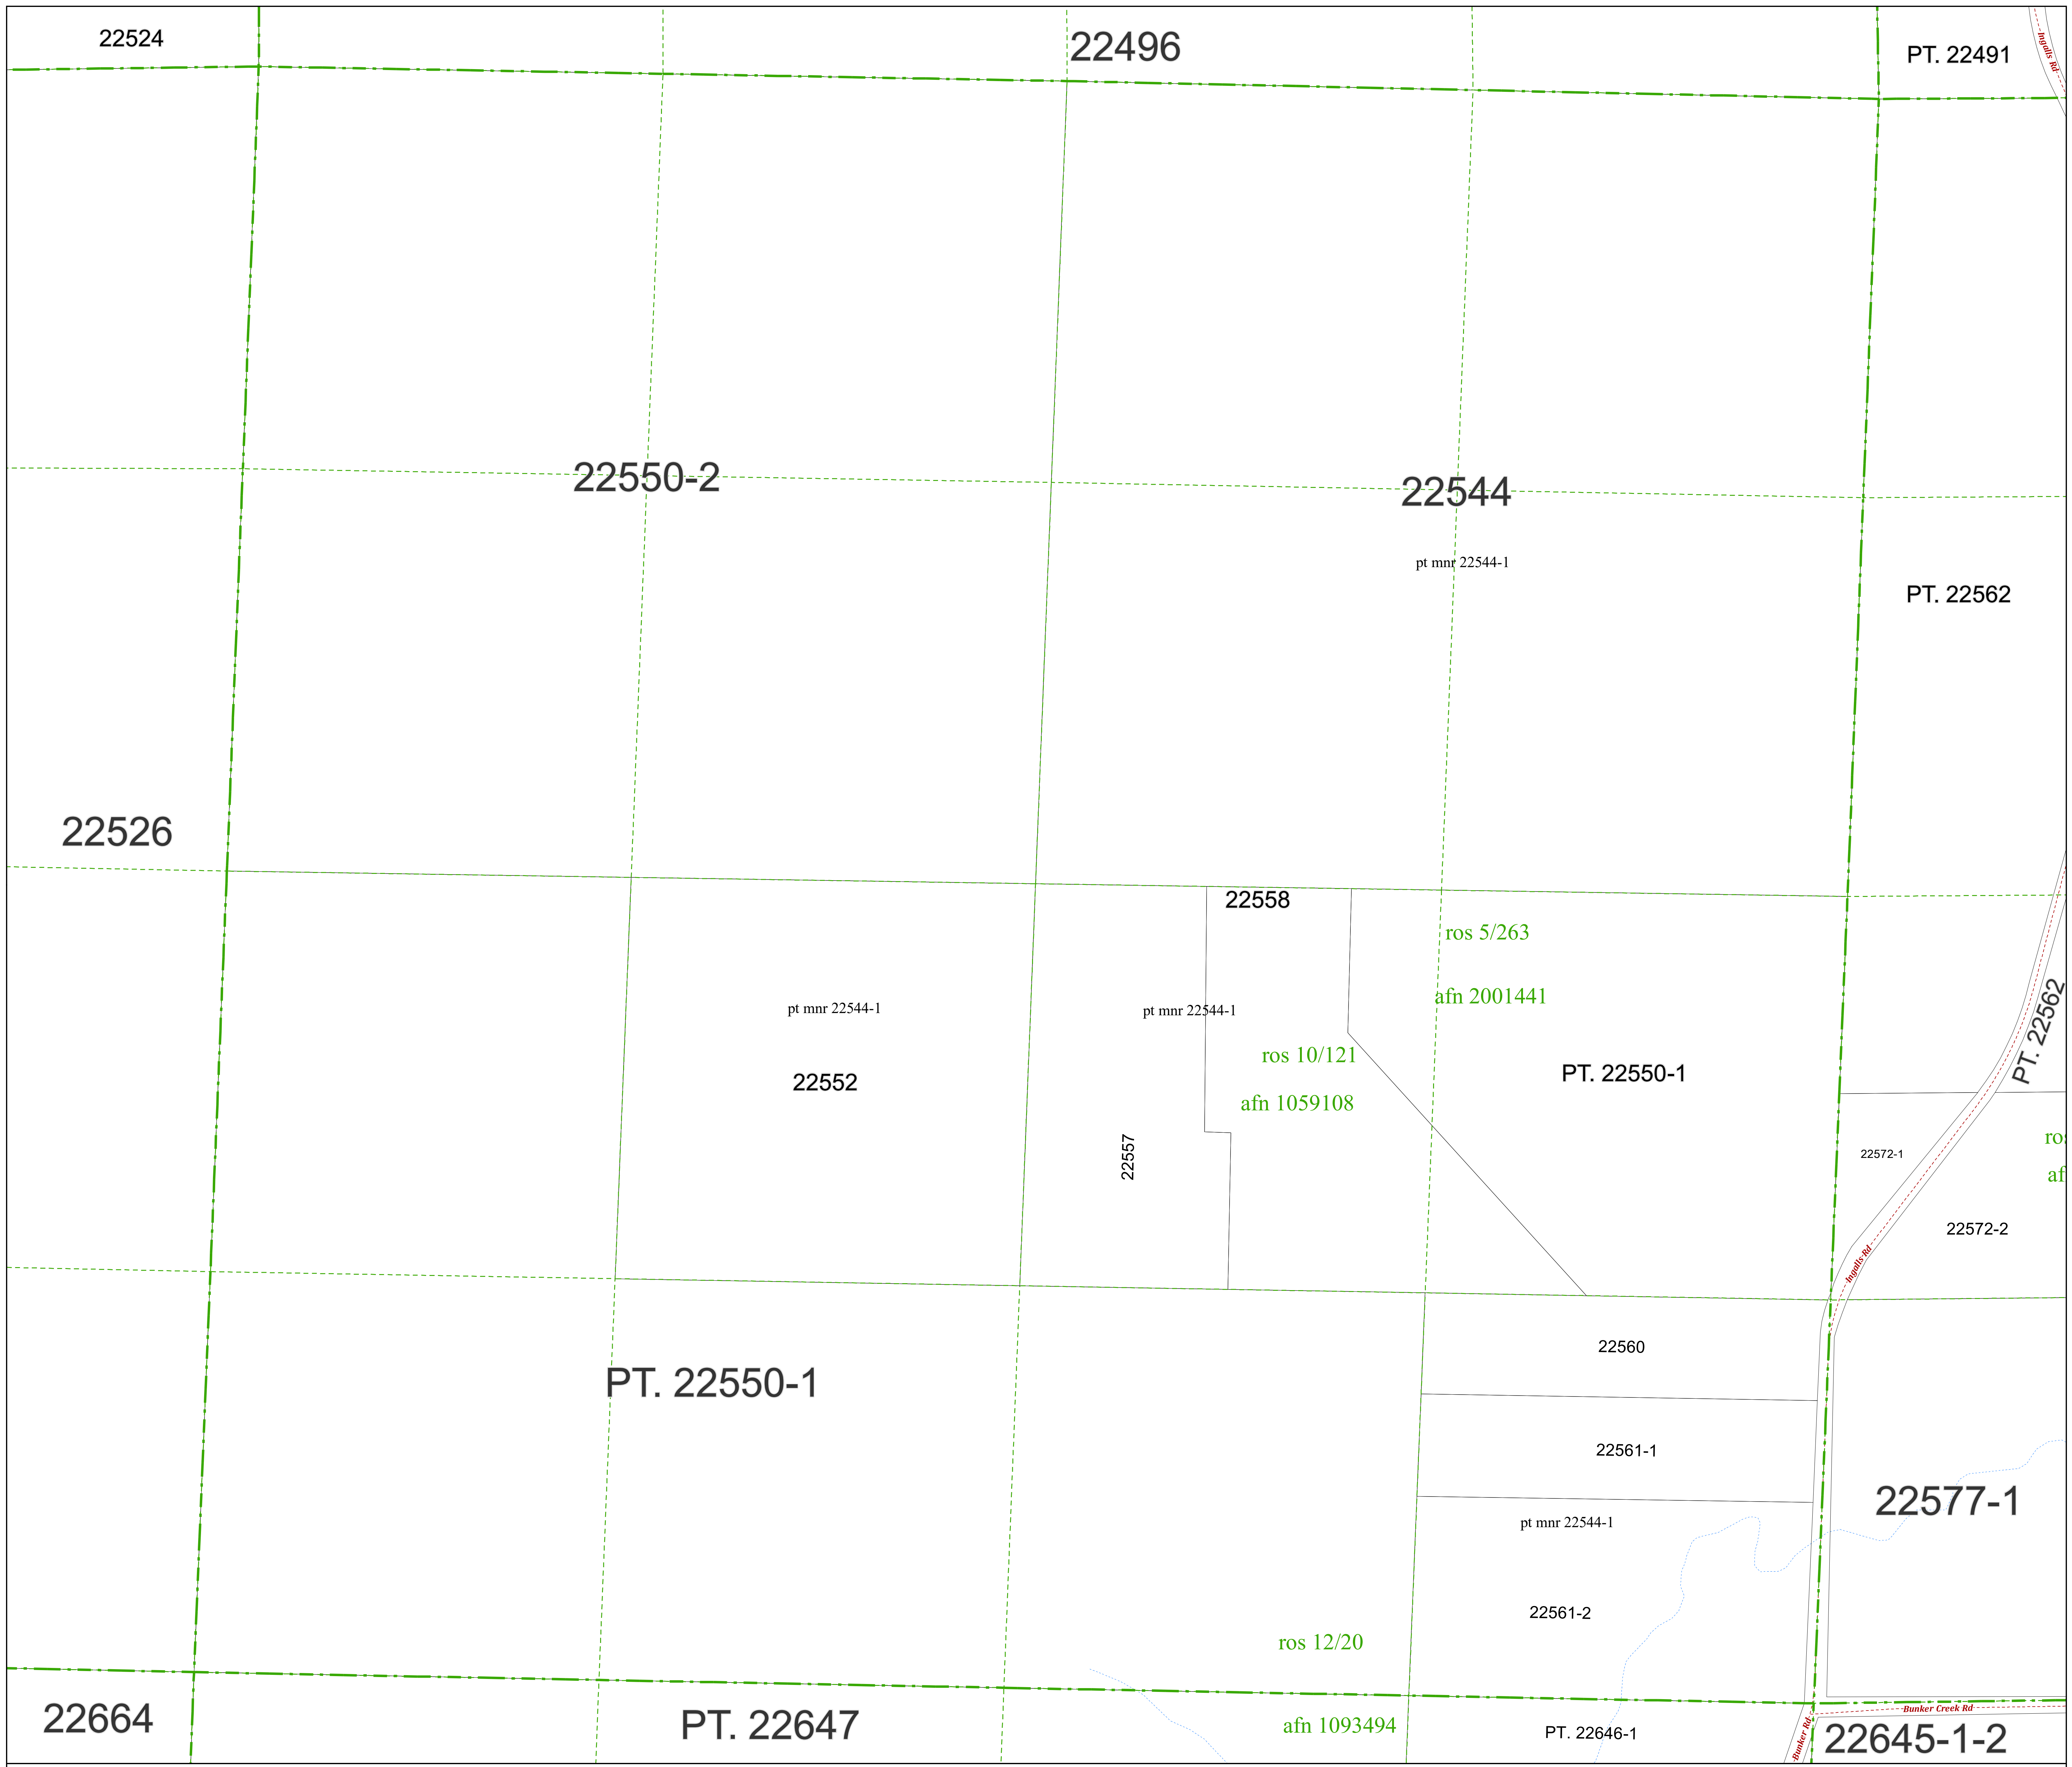 22524
22496
PT. 22491
Ingalls Rd
22550-2
22544
pt mnr 22544-1
PT. 22562
22526
22558
ros 5/263
afn 2001441
pt mnr 22544-1
pt mnr 22544-1
ros 10/121
PT. 22562
22552
afn 1059108
PT. 22550-1
22557
22572-1
ros
af
22572-2
Ingalls Rd
22560
PT. 22550-1
22561-1
22577-1
pt mnr 22544-1
22561-2
ros 12/20
22664
PT. 22647
afn 1093494
PT. 22646-1
Bunker Rd
Bunker Creek Rd
22645-1-2